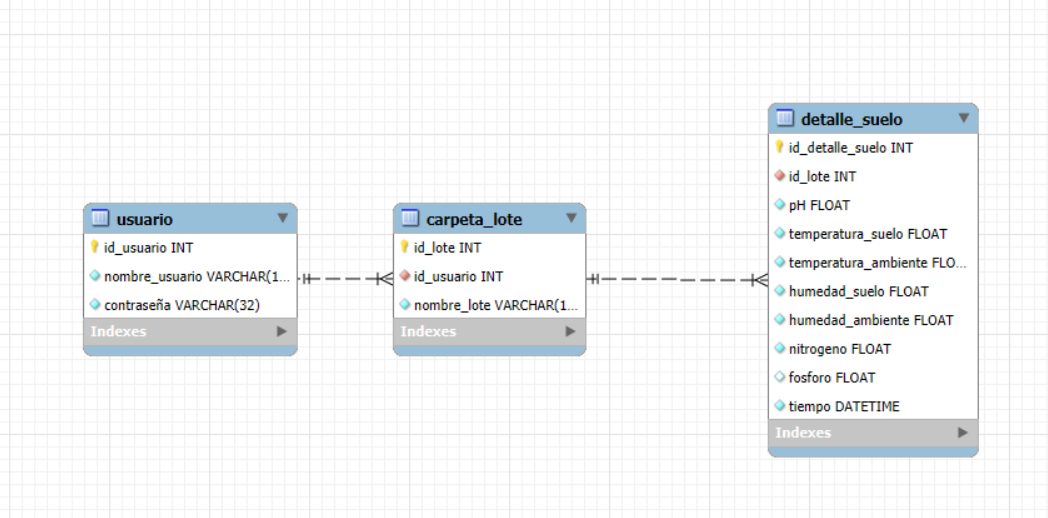 usuario
id_usuario INT
nombre_usuario VARCHAR(1...
contraseña VARCHAR(32)
Indexes
carpeta_lote
id_lote INT
id_usuario INT
nombre_lote VARCHAR(1...
Indexes
detalle_suelo
id_detalle_suelo INT
id_lote INT
pH FLOAT
temperatura_suelo FLOAT
temperatura_ambiente FLO...
humedad_suelo FLOAT
humedad_ambiente FLOAT
nitrogeno FLOAT
fosforo FLOAT
tiempo DATETIME
Indexes